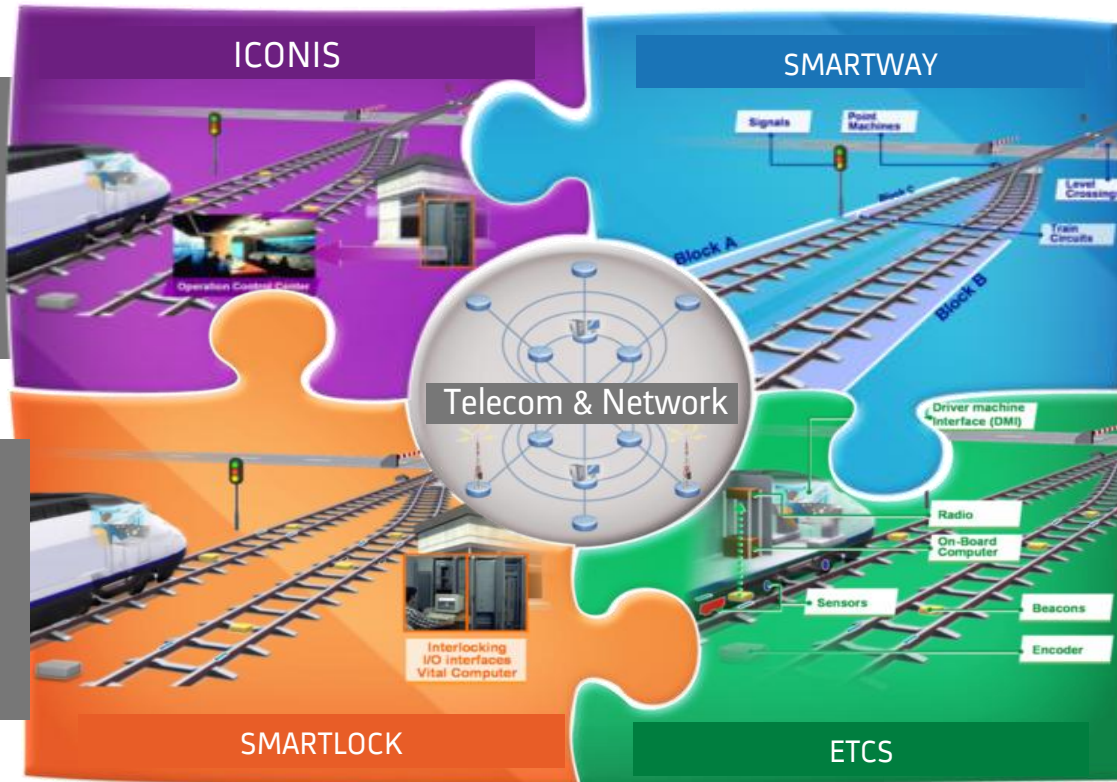 ICONIS
SMARTWAY
Signals
Point
Machines
Level
Crossing
Train
Circuits
Block C
Block A
Block B
Operation Control Center
Telecom & Network
Driver machine
Interface (DMI)
Radio
On-Board
Computer
Sensors
Beacons
Encoder
Interlocking
I/O interfaces
Vital Computer
SMARTLOCK
ETCS